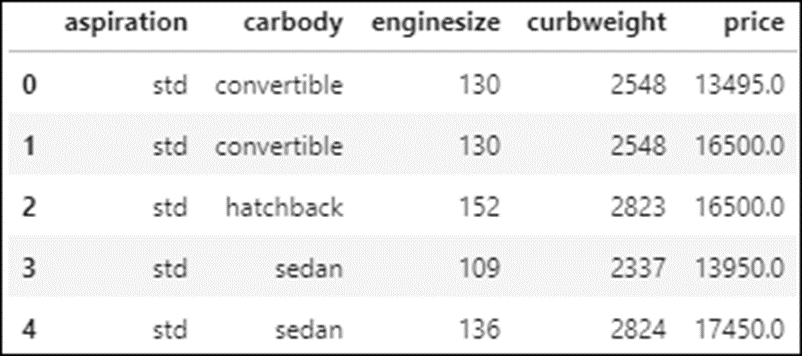 aspiration carbody enginesize curbweight price
0 std convertible 130 2548 13495.0
1 std convertible 130 2548 16500.0
2 std hatchback 152 2823 16500.0
3 std sedan 109 2337 13950.0
4 std sedan 136 2824 17450.0